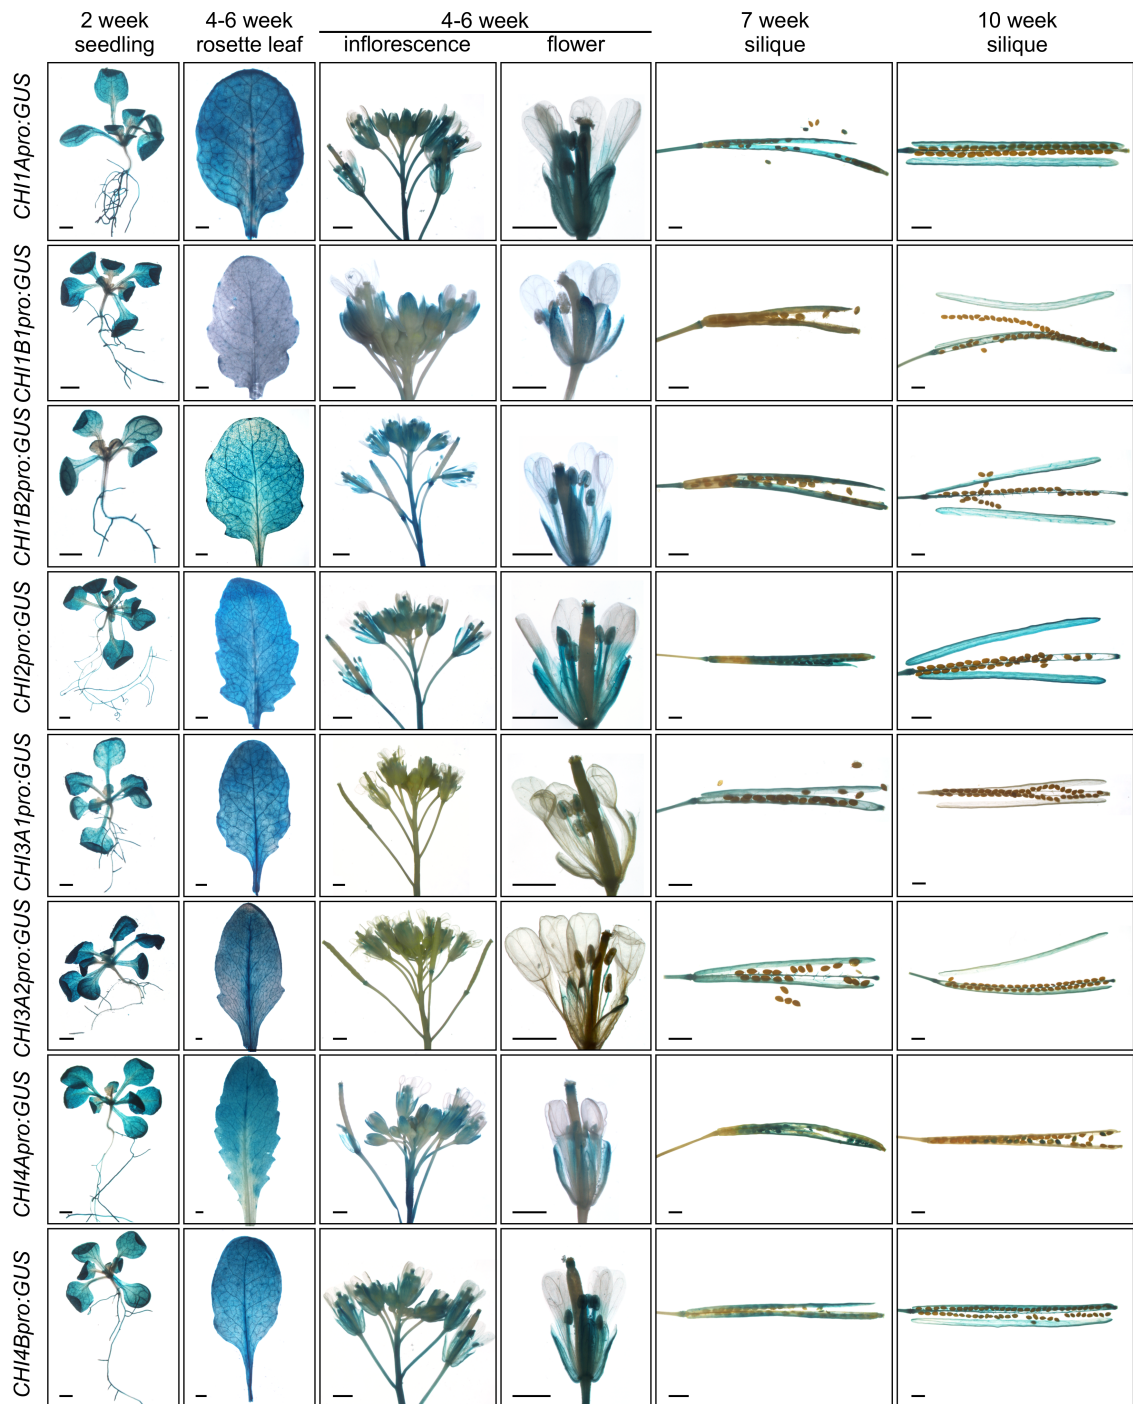 2 week
seedling
4-6 week
rosette leaf
4-6 week
inflorescence
flower
7 week
silique
10 week
silique
CHI1Apro:GUS
CHI1B1pro:GUS
CHI1B2pro:GUS
CHI2pro:GUS
CHI3A1pro:GUS
CHI3A2pro:GUS
CHI4Apro:GUS
CHI4Bpro:GUS